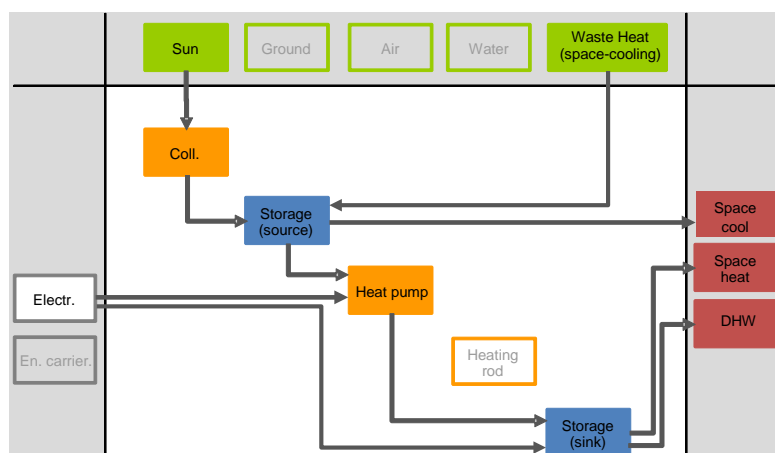 Sun
Ground
Air
Water
Waste Heat
(space-cooling)
Coll.
Storage
(source)
Space
cool
Space
heat
Electr.
Heat pump
DHW
En. carrier.
Heating
rod
Storage
(sink)